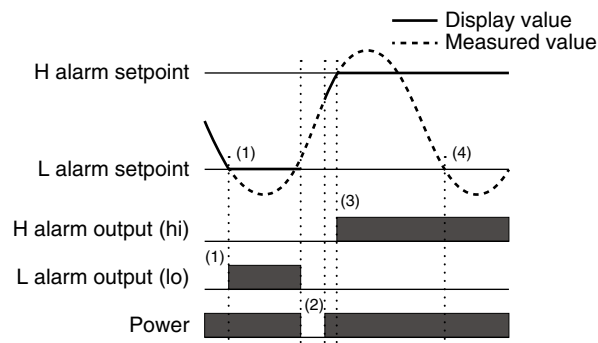 Display value
Measured value
H alarm setpoint
(1)
(4)
L alarm setpoint
(3)
H alarm output (hi)
(1)
L alarm output (lo)
(2)
Power